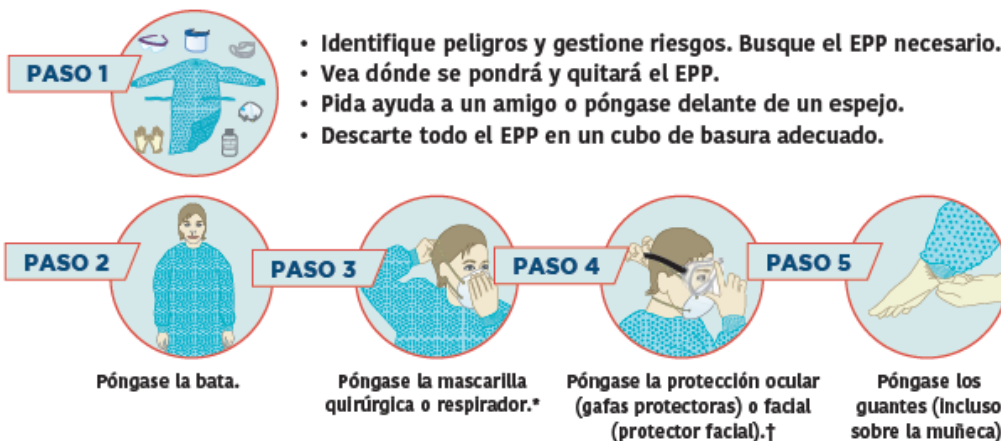 PASO 1
• Identifique peligros y gestione riesgos. Busque el EPP necesario.
• Vea dónde se pondrá y quitará el EPP.
• Pida ayuda a un amigo o póngase delante de un espejo.
• Descarte todo el EPP en un cubo de basura adecuado.
PASO 2
Póngase la bata.
PASO 3
Póngase la mascarilla
quirúrgica o respirador.*
PASO 4
Póngase la protección ocular
(gafas protectoras) o facial
(protector facial).†
PASO 5
Póngase los
guantes (incluso
sobre la muñeca)